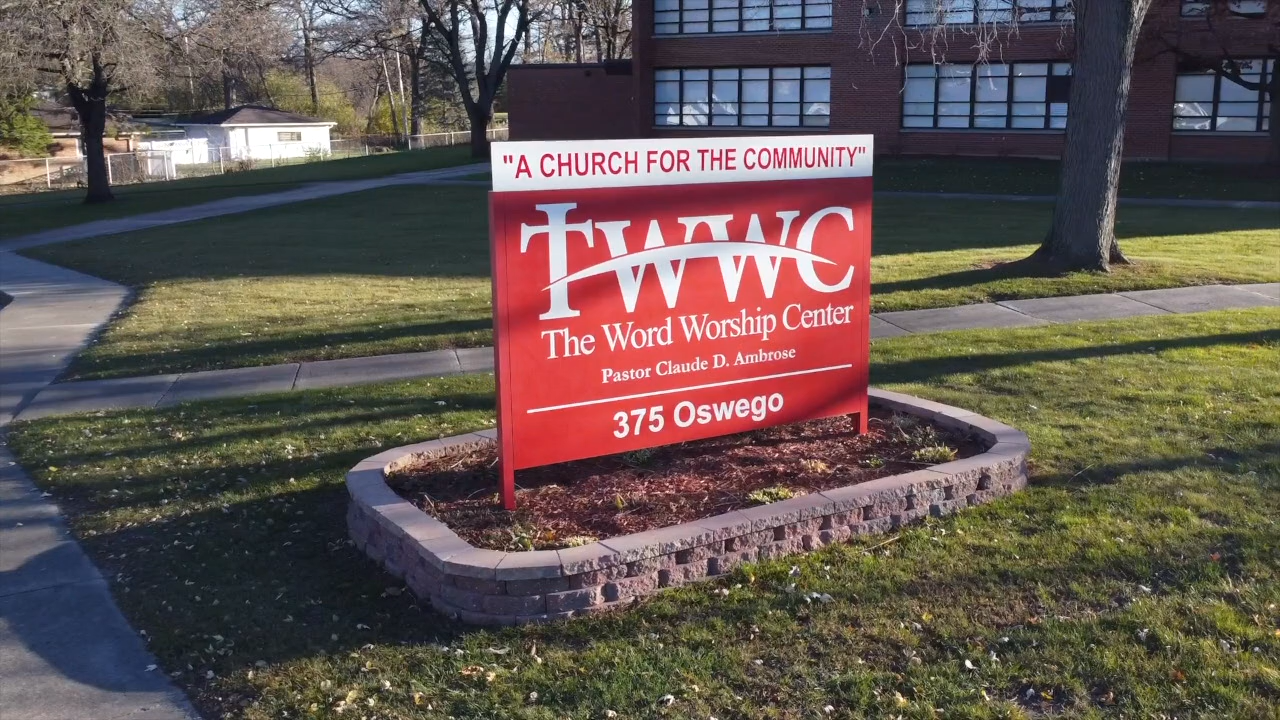 "A CHURCH FOR THE COMMUNITY"
TWWC
The Word Worship Center
Pastor Claude D. Ambrose
375 Oswego